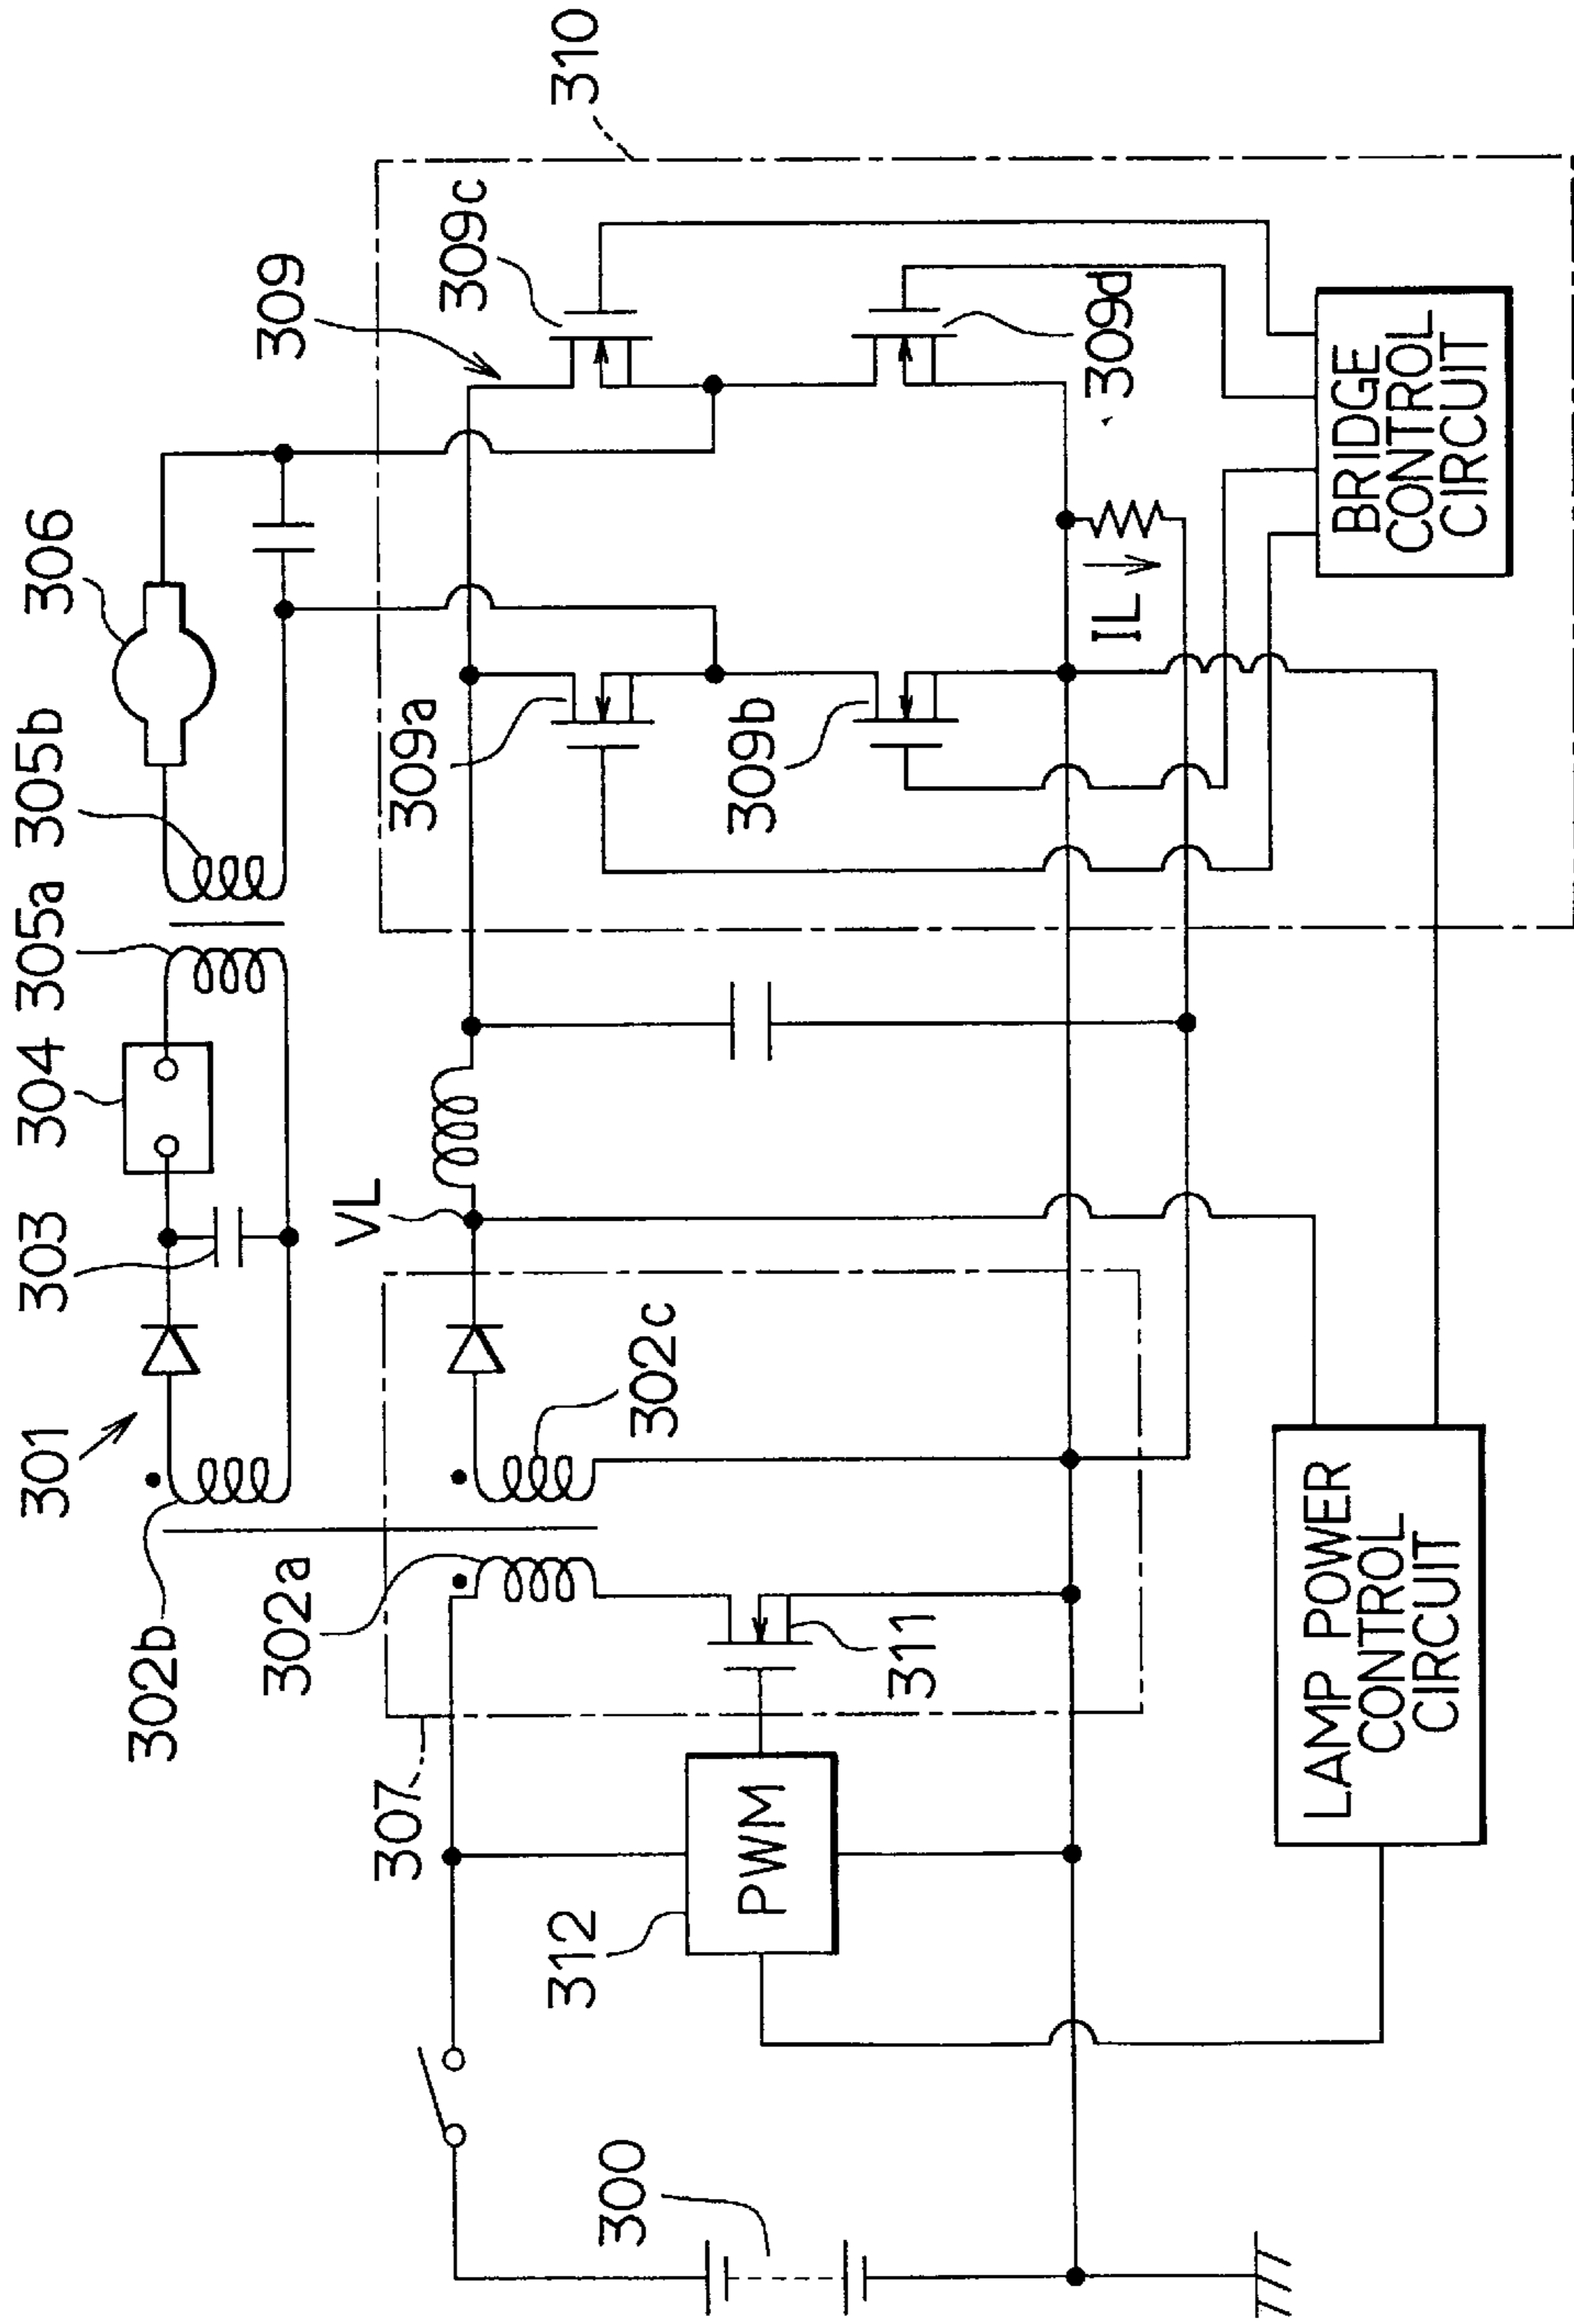 301
303
304
305a
305b
306
302b
302a
VL
309
307
302c
309a
309c
310
312
PWM
311
309b
309d
300
IL
LAMP POWER
CONTROL
CIRCUIT
BRIDGE
CONTROL
CIRCUIT